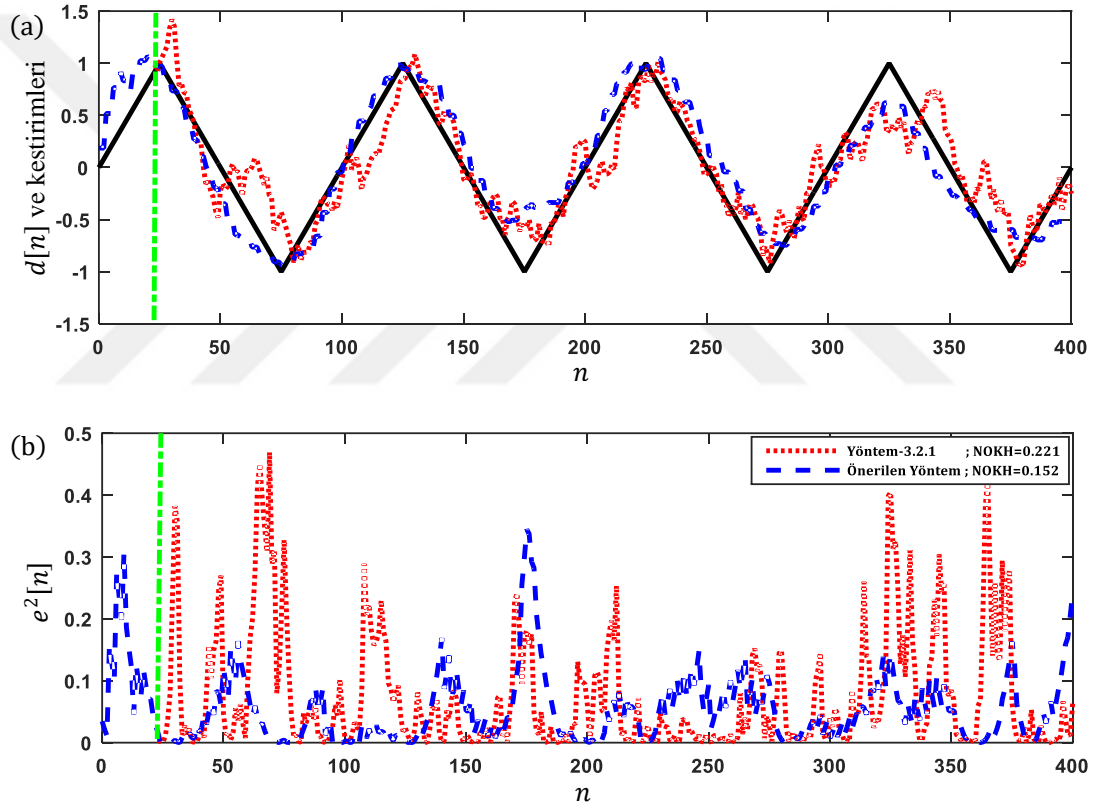 (a)
d[n] ve kestirimleri
1.5
1
0.5
0
-0.5
-1
-1.5
0 50 100 150 200 250 300 350 400
n
(b)
e²[n]
0.5
0.4
0.3
0.2
0.1
0
Yöntem-3.2.1 ; NOKH=0.221
Önerilen Yöntem ; NOKH=0.152
0 50 100 150 200 250 300 350 400
n